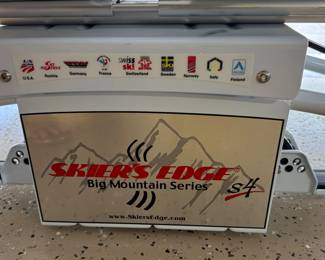 SWISS
ski
U.S.A. Austria Germany France Switzerland Sweden Norway Italy Finland
SKIER'S EDGE
Big Mountain Series
S4
www.SkiersEdge.com